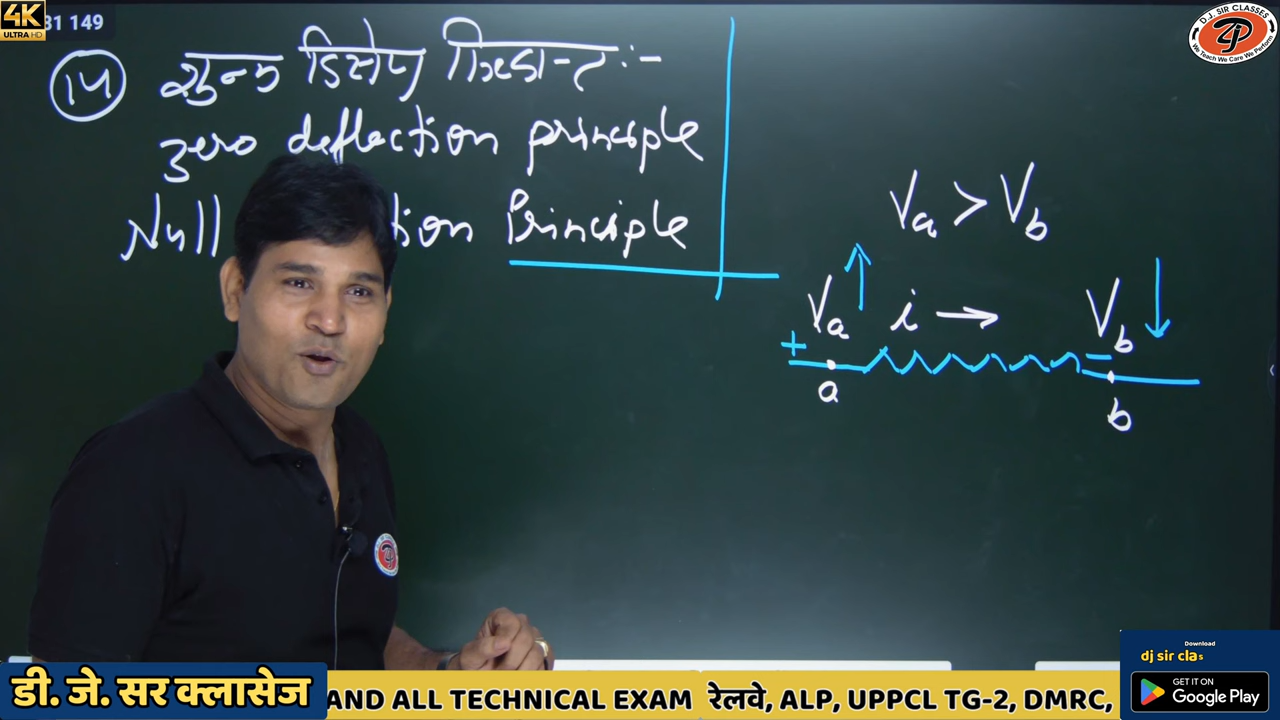 4K
ULTRA HD
31 149
D.J. SIR CLASSES
We Teach We Care We Perform
14 शून्य विक्षेप सिद्धान्त :-
zero deflection principle
Null
tion Principle
Va > Vb
Va i → Vb
+ −
a
b
Download
dj sir clas
GET IT ON
Google Play
डी. जे. सर क्लासेज
AND ALL TECHNICAL EXAM रेलवे, ALP, UPPCL TG-2, DMRC,